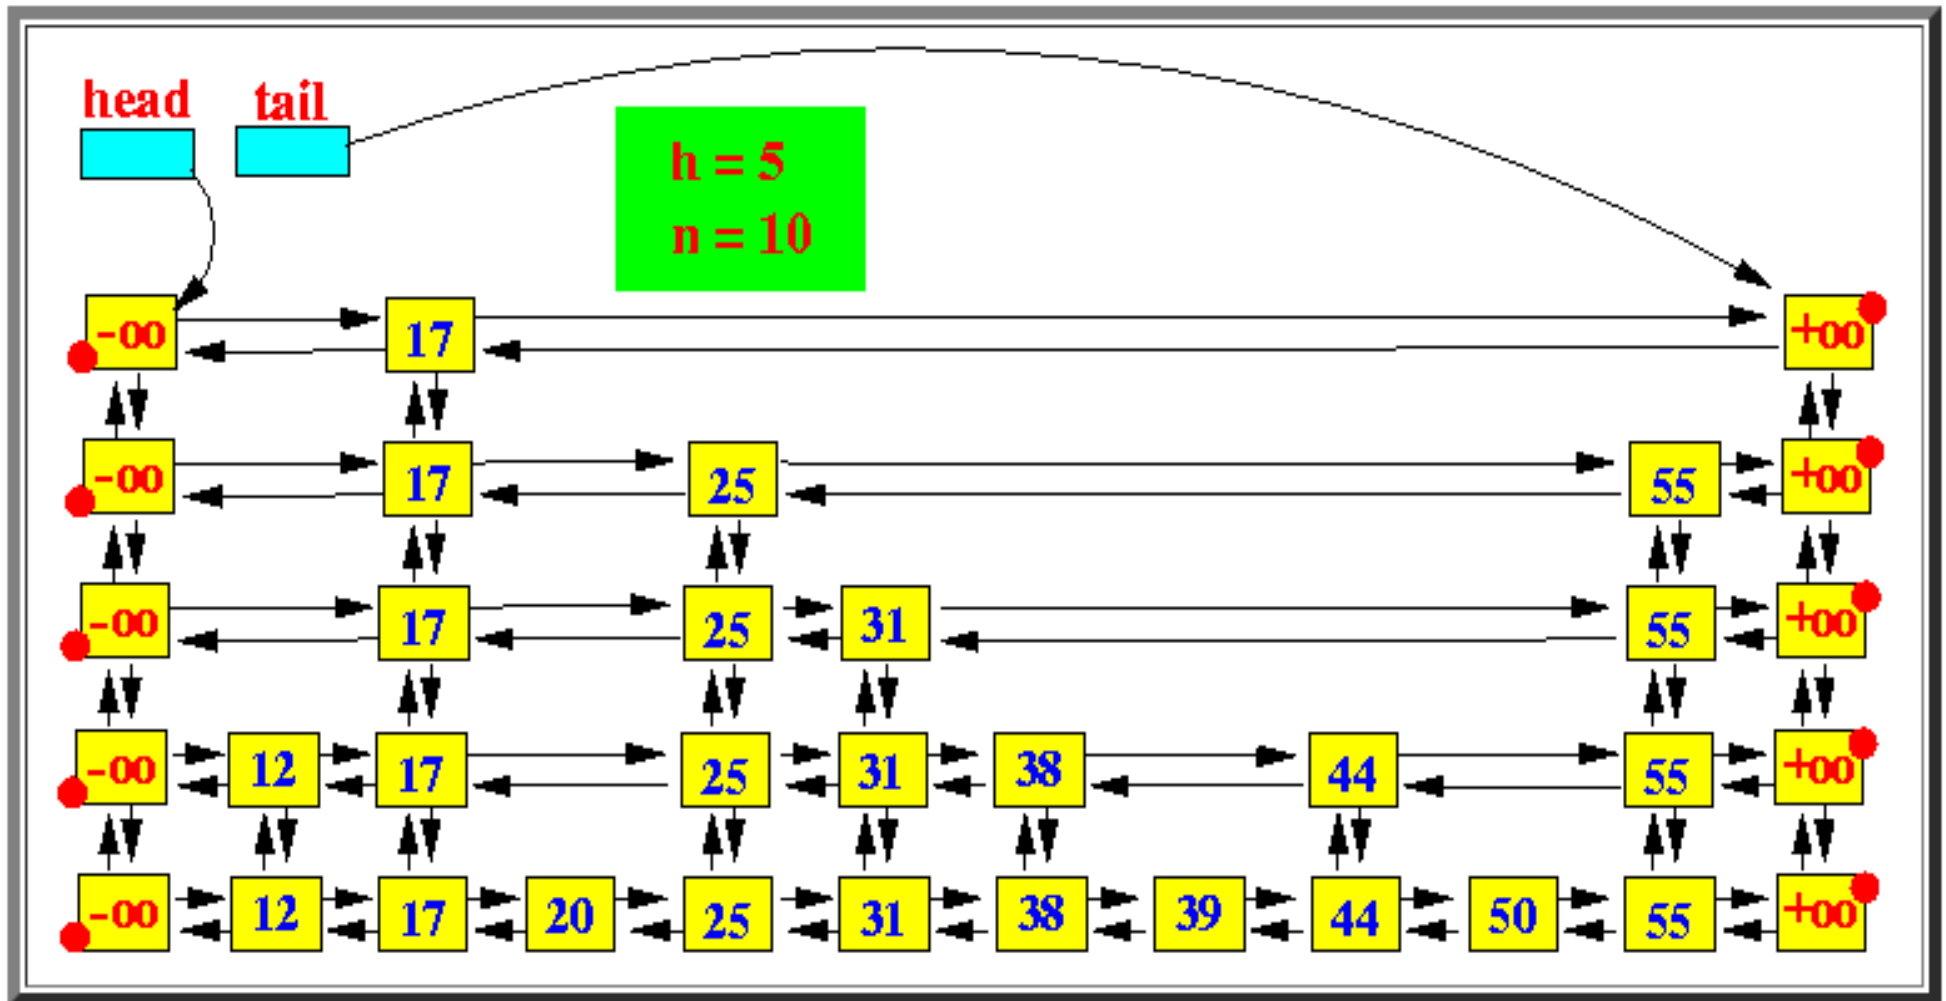 head tail
h = 5
n = 10
-oo 17 +oo
-oo 17 25 55 +oo
-oo 17 25 31 55 +oo
-oo 12 17 25 31 38 44 55 +oo
-oo 12 17 20 25 31 38 39 44 50 55 +oo